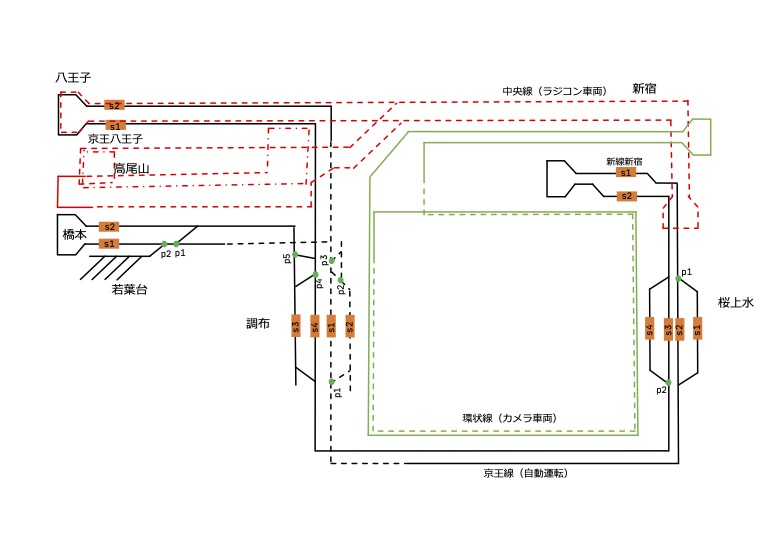 八王子
s2
中央線（ラジコン車両）
新宿
s1
京王八王子
高尾山
新線新宿
s1
s2
橋本
s2
s1
p2
p1
若葉台
p5
p3
p4
p2
p1
桜上水
調布
s3
s4
s1
s2
s4
s3
s2
s1
p1
p2
環状線（カメラ車両）
京王線（自動運転）